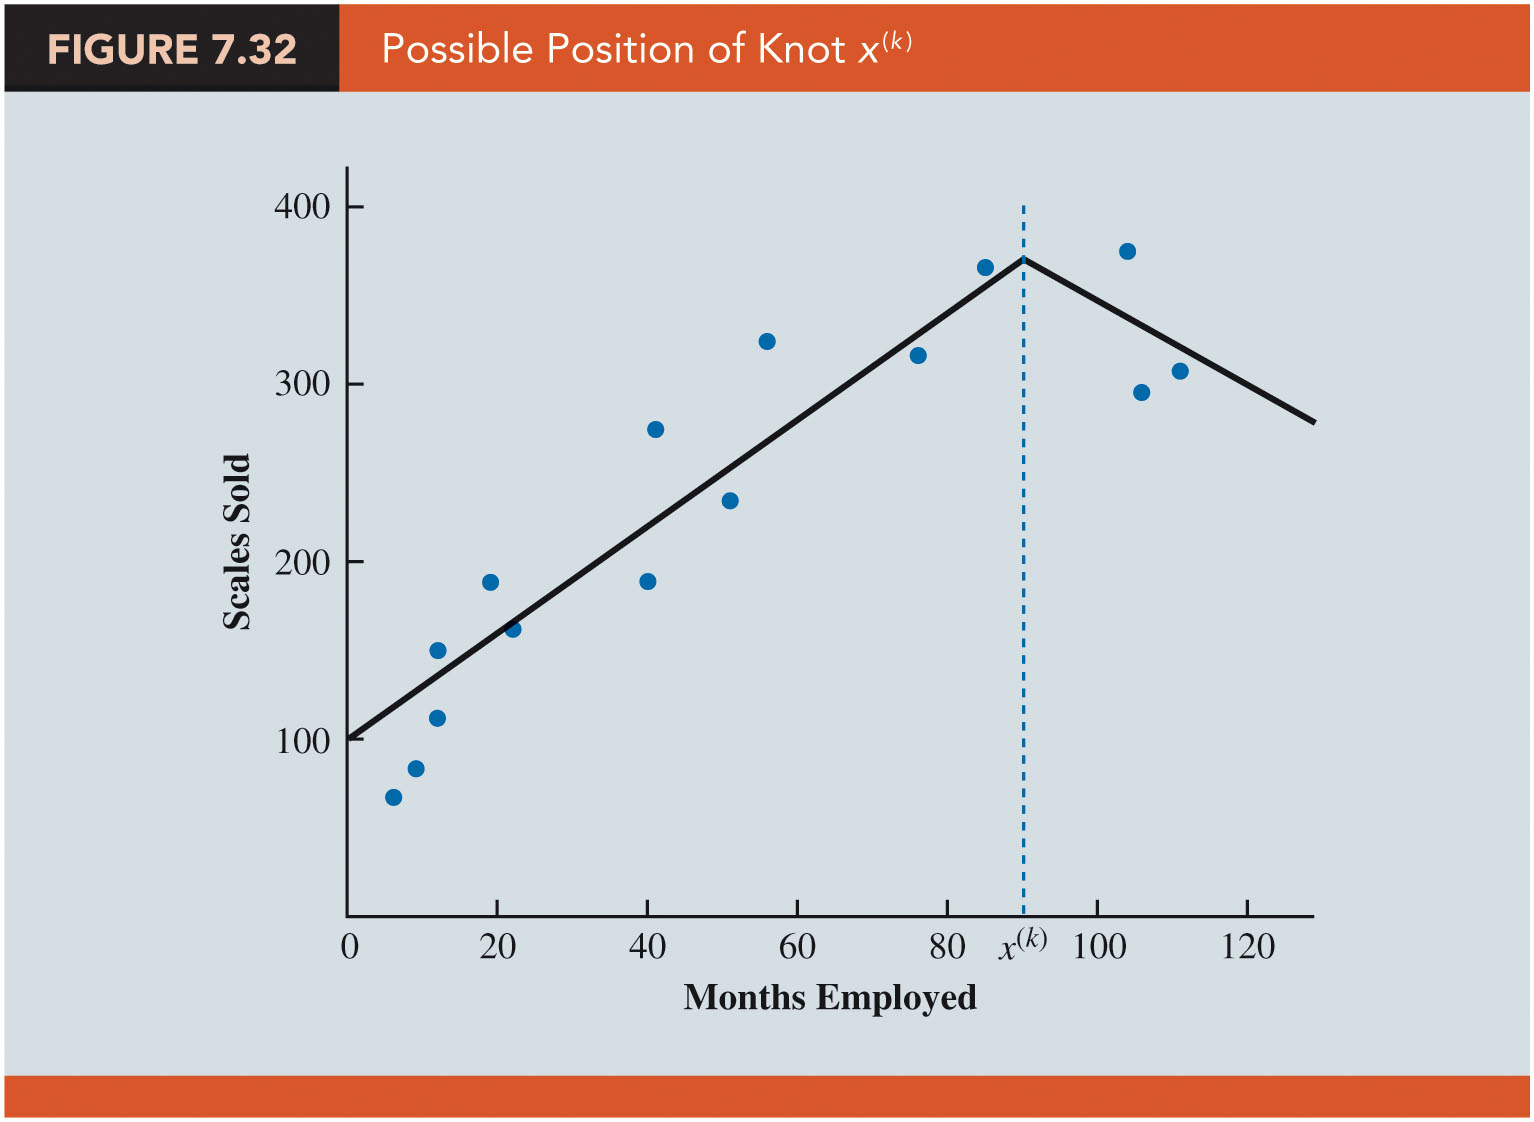 FIGURE 7.32 Possible Position of Knot x(k)
400
300
200
100
Scales Sold
0 20 40 60 80 x(k) 100 120
Months Employed